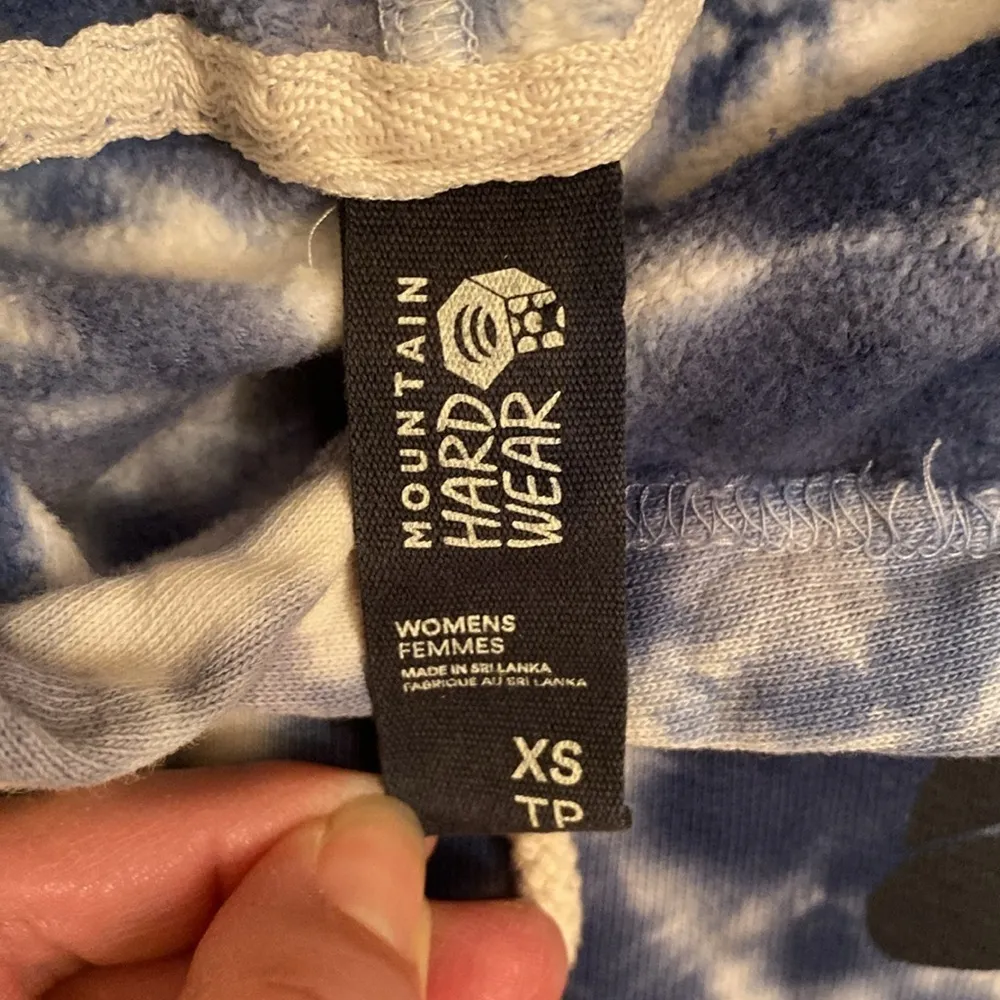 MOUNTAIN
HARD
WEAR
WOMENS
FEMMES
MADE IN SRI LANKA
FABRIQUE AU SRI LANKA
XS
TP